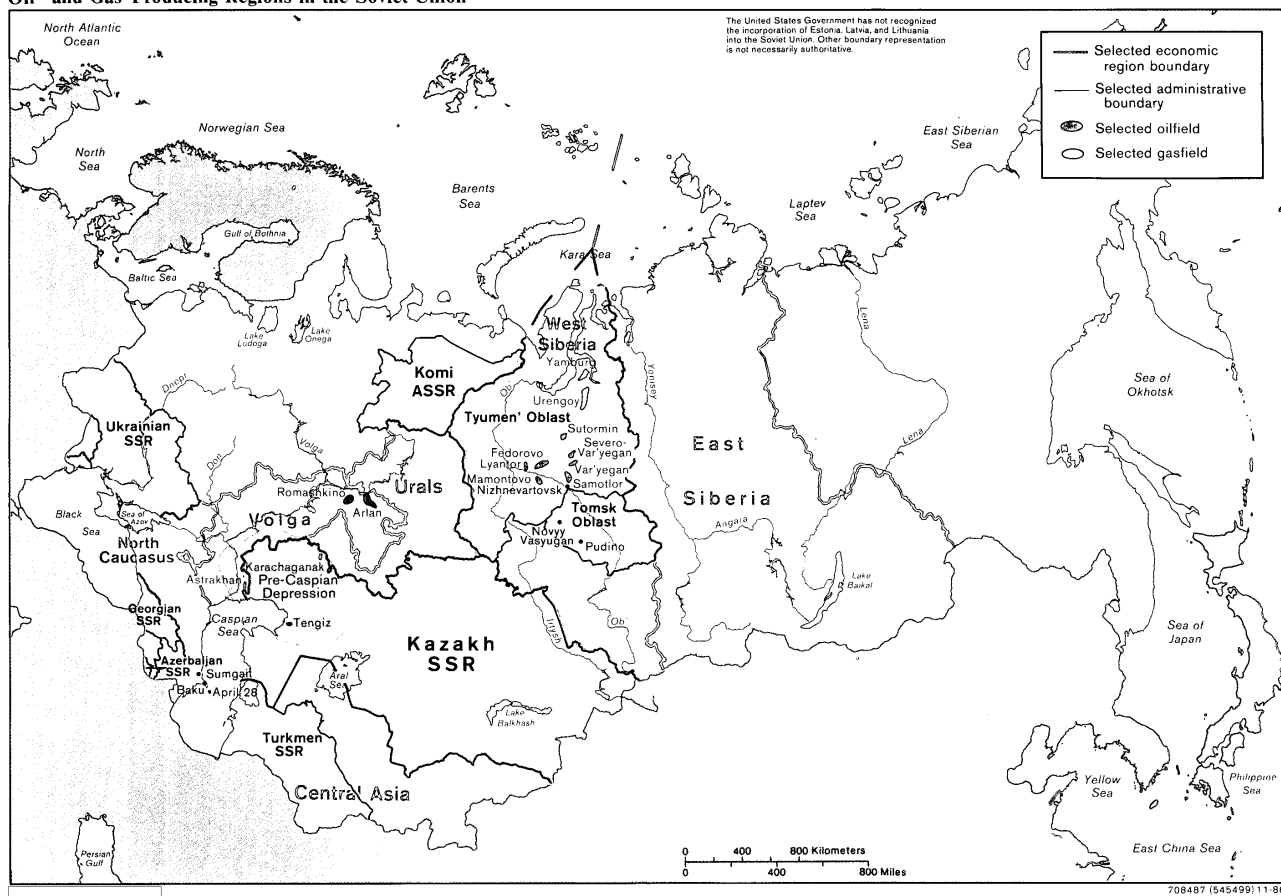 Oil- and Gas-Producing Regions in the Soviet Union
North Atlantic
Ocean
The United States Government has not recognized
the incorporation of Estonia, Latvia, and Lithuania
into the Soviet Union. Other boundary representation
is not necessarily authoritative.
Selected economic
region boundary
Selected administrative
boundary
Selected oilfield
Selected gasfield
Norwegian Sea
North
Sea
East Siberian
Sea
Barents
Sea
Laptev
Sea
Gulf of Bothnia
Kara Sea
Baltic Sea
Lake
Ladoga
Lake
Onega
West
Siberia
Yamburg
Lena
Komi
ASSR
Yenisey
Sea of
Okhotsk
Dnepr
Ob'
Urengoy
Tyumen' Oblast
Ukrainian
SSR
Sutormin
Severo-
Var'yegan
East
Siberia
Lena
Don
Volga
Fedorovo
Lyantor
Var'yegan
Mamontovo
Samotlor
Nizhnevartovsk
Urals
Romashkino
Arlan
Volga
Tomsk
Oblast
Black
Sea
Sea of
Azov
Angara
Novyy
Vasyugan
Pudino
North
Caucasus
Karachaganak
Pre-Caspian
Depression
Astrakhan
Lake
Baikal
Georgian
SSR
Caspian
Sea
Tengiz
Irtysh
Ob'
Sea of
Japan
Kazakh
SSR
Azerbaijan
SSR
Sumgait
Baku
April 28
Aral
Sea
Lake
Balkhash
Turkmen
SSR
Central Asia
Yellow
Sea
Philippine
Sea
Persian
Gulf
East China Sea
0 400 800 Kilometers
0 400 800 Miles
708487 (545499) 11-86